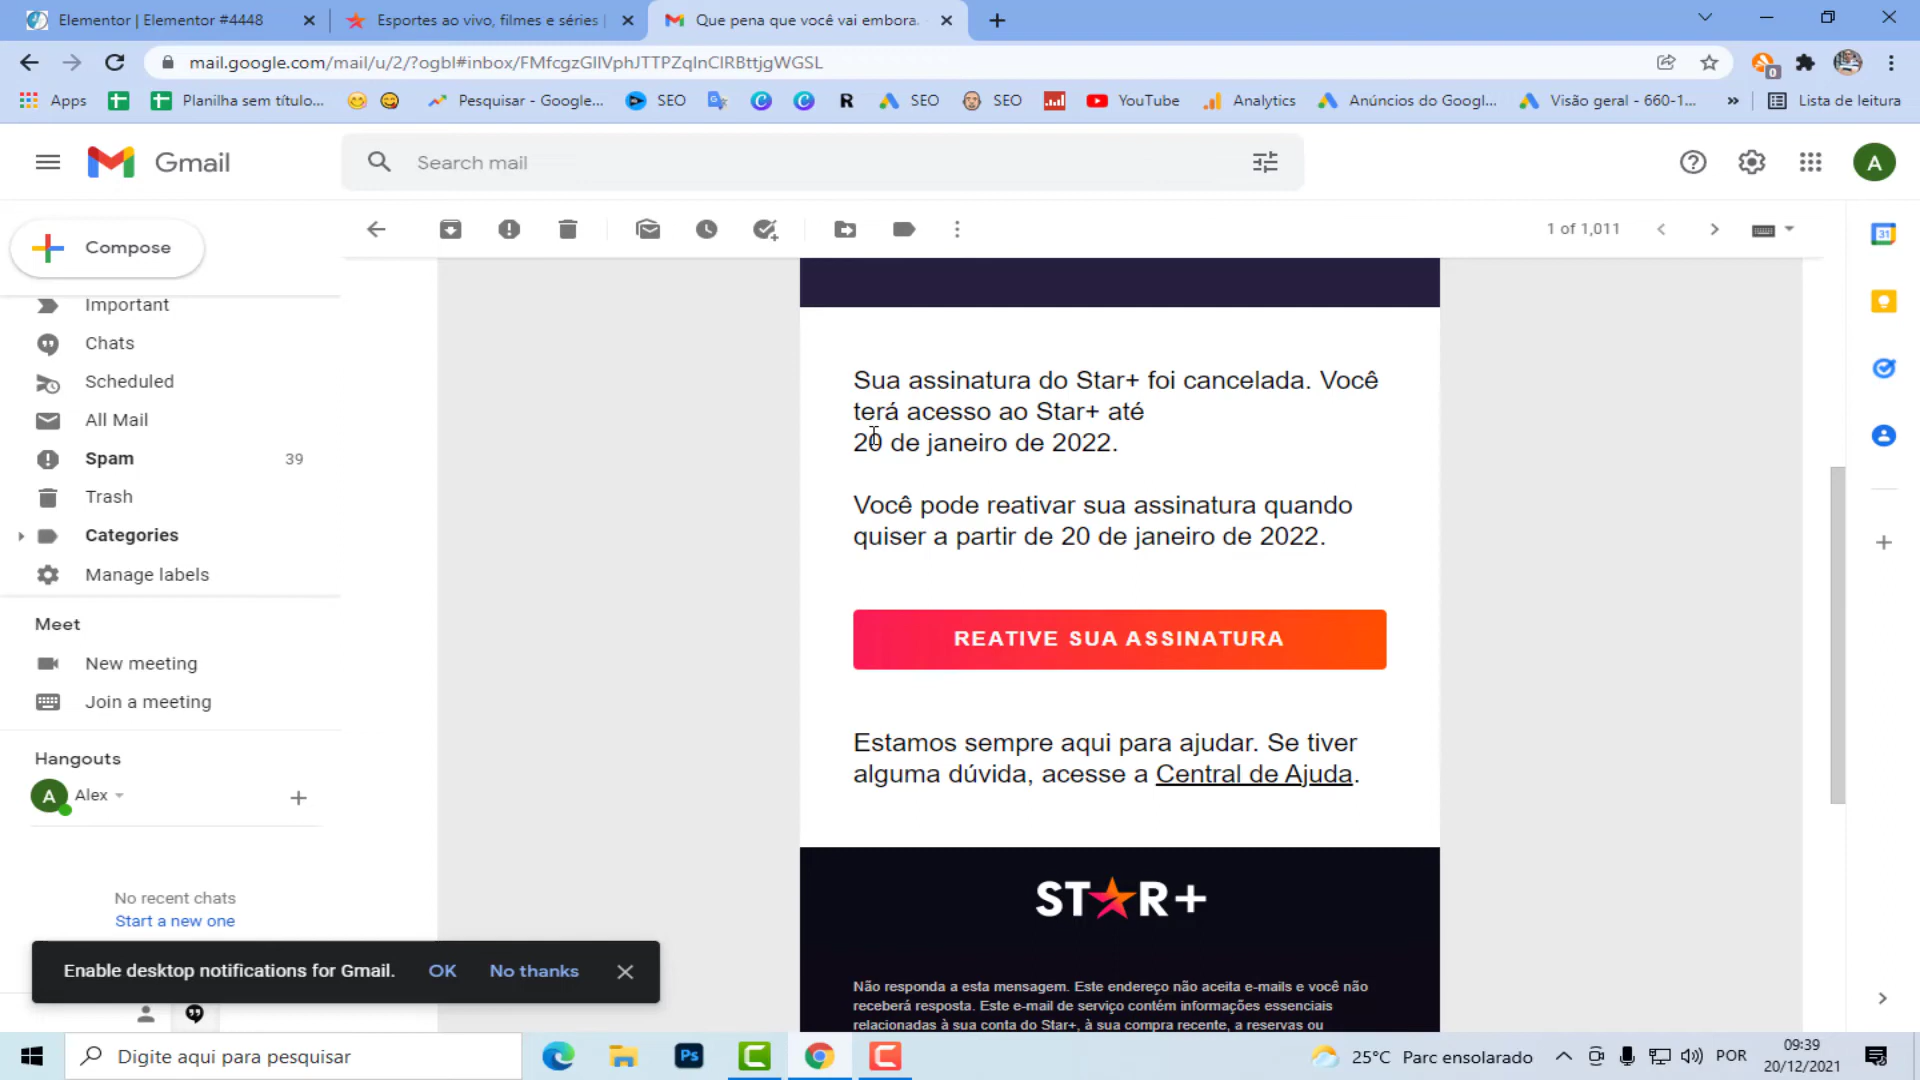 Elementor | Elementor #4448
Esportes ao vivo, filmes e séries |
Que pena que você vai embora.
mail.google.com/mail/u/2/?ogbl#inbox/FMfcgzGllVphJTTPZqlnClRBttjgWGSL
0
Apps
Planilha sem título...
Pesquisar - Google...
SEO
R
SEO
SEO
YouTube
Analytics
Anúncios do Googl...
Visão geral - 660-1...
»
Lista de leitura
Gmail
Search mail
A
Compose
1 of 1,011
31
Important
Chats
Scheduled
All Mail
Spam
39
Trash
Categories
Manage labels
Meet
New meeting
Join a meeting
Hangouts
A
Alex
No recent chats
Start a new one
Enable desktop notifications for Gmail.
OK
No thanks
Sua assinatura do Star+ foi cancelada. Você
terá acesso ao Star+ até
20 de janeiro de 2022.
Você pode reativar sua assinatura quando
quiser a partir de 20 de janeiro de 2022.
REATIVE SUA ASSINATURA
Estamos sempre aqui para ajudar. Se tiver
alguma dúvida, acesse a Central de Ajuda.
STAR+
Não responda a esta mensagem. Este endereço não aceita e-mails e você não
receberá resposta. Este e-mail de serviço contém informações essenciais
relacionadas à sua conta do Star+, à sua compra recente, a reservas ou
Digite aqui para pesquisar
Ps
25°C Parc ensolarado
POR
09:39
20/12/2021